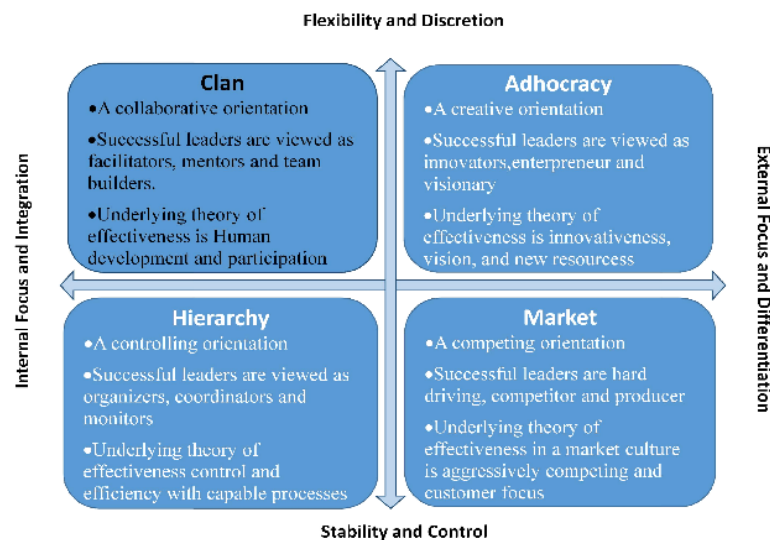 Flexibility and Discretion
Clan
•A collaborative orientation
•Successful leaders are viewed as
facilitators, mentors and team
builders.
•Underlying theory of
effectiveness is Human
development and participation
Adhocracy
•A creative orientation
•Successful leaders are viewed as
innovators,enterpreneur and
visionary
•Underlying theory of
effectiveness is innovativeness,
vision, and new resourcess
Internal Focus and Integration
External Focus and Differentiation
Hierarchy
•A controlling orientation
•Successful leaders are viewed as
organizers, coordinators and
monitors
•Underlying theory of
effectiveness control and
efficiency with capable processes
Market
•A competing orientation
•Successful leaders are hard
driving, competitor and producer
•Underlying theory of
effectiveness in a market culture
is aggressively competing and
customer focus
Stability and Control